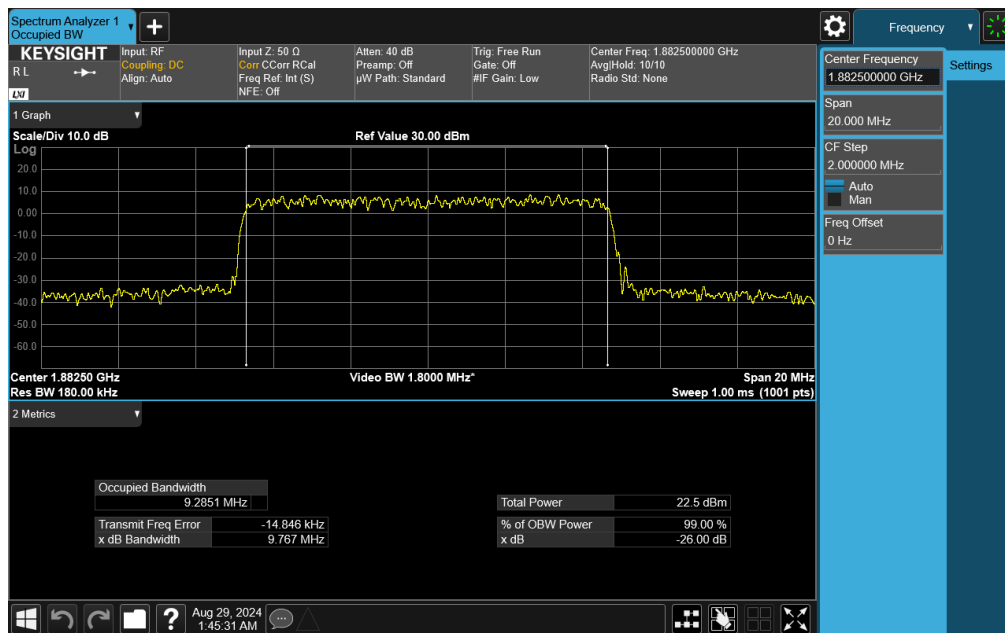 Spectrum Analyzer 1
Occupied BW
Frequency
KEYSIGHT
R L
LXI
Input: RF
Coupling: DC
Align: Auto
Input Z: 50 Ω
Corr CCorr RCal
Freq Ref: Int (S)
NFE: Off
Atten: 40 dB
Preamp: Off
µW Path: Standard
Trig: Free Run
Gate: Off
#IF Gain: Low
Center Freq: 1.882500000 GHz
Avg|Hold: 10/10
Radio Std: None
Center Frequency
1.882500000 GHz
Settings
Span
20.000 MHz
CF Step
2.000000 MHz
Auto
Man
Freq Offset
0 Hz
1 Graph
Scale/Div 10.0 dB
Ref Value 30.00 dBm
Log
20.0
10.0
0.00
-10.0
-20.0
-30.0
-40.0
-50.0
-60.0
Center 1.88250 GHz
Video BW 1.8000 MHz*
Span 20 MHz
Res BW 180.00 kHz
Sweep 1.00 ms (1001 pts)
2 Metrics
Occupied Bandwidth
9.2851 MHz
Total Power 22.5 dBm
Transmit Freq Error -14.846 kHz
% of OBW Power 99.00 %
x dB Bandwidth 9.767 MHz
x dB -26.00 dB
Aug 29, 2024
1:45:31 AM